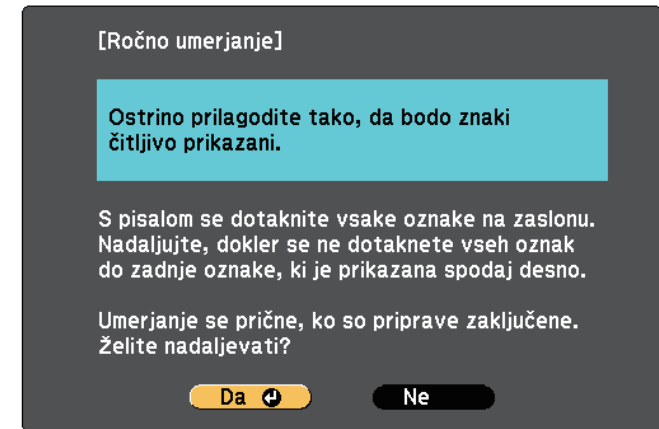 [Ročno umerjanje]
Ostrino prilagodite tako, da bodo znaki
čitljivo prikazani.
S pisalom se dotaknite vsake oznake na zaslonu.
Nadaljujte, dokler se ne dotaknete vseh oznak
do zadnje oznake, ki je prikazana spodaj desno.
Umerjanje se prične, ko so priprave zaključene.
Želite nadaljevati?
Da Ne